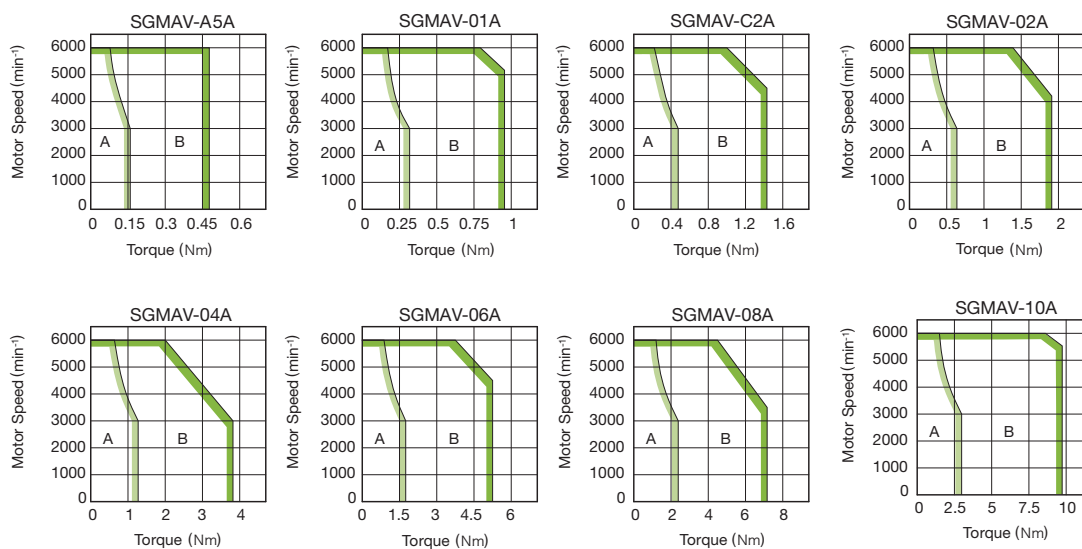 SGMAV-A5A
Motor Speed (min-1)
6000
5000
4000
3000
2000
1000
0
A
B
0 0.15 0.3 0.45 0.6
Torque (Nm)
SGMAV-01A
Motor Speed (min-1)
6000
5000
4000
3000
2000
1000
0
A
B
0 0.25 0.5 0.75 1
Torque (Nm)
SGMAV-C2A
Motor Speed (min-1)
6000
5000
4000
3000
2000
1000
0
A
B
0 0.4 0.8 1.2 1.6
Torque (Nm)
SGMAV-02A
Motor Speed (min-1)
6000
5000
4000
3000
2000
1000
0
A
B
0 0.5 1 1.5 2
Torque (Nm)
SGMAV-04A
Motor Speed (min-1)
6000
5000
4000
3000
2000
1000
0
A
B
0 1 2 3 4
Torque (Nm)
SGMAV-06A
Motor Speed (min-1)
6000
5000
4000
3000
2000
1000
0
A
B
0 1.5 3 4.5 6
Torque (Nm)
SGMAV-08A
Motor Speed (min-1)
6000
5000
4000
3000
2000
1000
0
A
B
0 2 4 6 8
Torque (Nm)
SGMAV-10A
Motor Speed (min-1)
6000
5000
4000
3000
2000
1000
0
A
B
0 2.5 5 7.5 10
Torque (Nm)